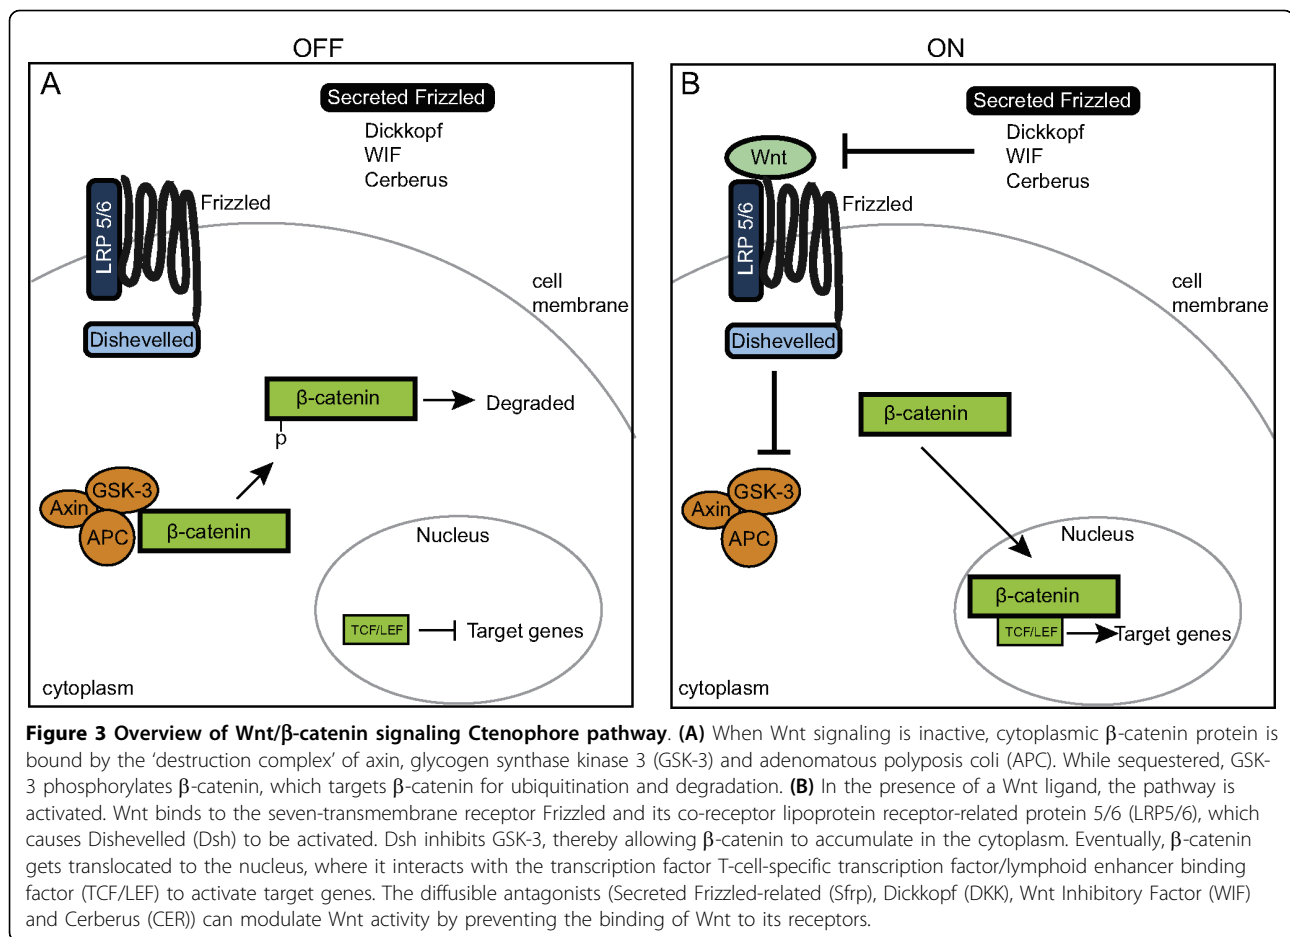 OFF
A
Secreted Frizzled
Dickkopf
WIF
Cerberus
LRP 5/6
Frizzled
cell
membrane
Dishevelled
β-catenin
Degraded
p
GSK-3
Axin
APC
β-catenin
Nucleus
TCF/LEF
Target genes
cytoplasm
ON
B
Secreted Frizzled
Dickkopf
WIF
Cerberus
Wnt
LRP 5/6
Frizzled
cell
membrane
Dishevelled
β-catenin
GSK-3
Axin
APC
Nucleus
β-catenin
TCF/LEF
Target genes
cytoplasm
Figure 3 Overview of Wnt/β-catenin signaling Ctenophore pathway. (A) When Wnt signaling is inactive, cytoplasmic β-catenin protein is
bound by the ‘destruction complex’ of axin, glycogen synthase kinase 3 (GSK-3) and adenomatous polyposis coli (APC). While sequestered, GSK-
3 phosphorylates β-catenin, which targets β-catenin for ubiquitination and degradation. (B) In the presence of a Wnt ligand, the pathway is
activated. Wnt binds to the seven-transmembrane receptor Frizzled and its co-receptor lipoprotein receptor-related protein 5/6 (LRP5/6), which
causes Dishevelled (Dsh) to be activated. Dsh inhibits GSK-3, thereby allowing β-catenin to accumulate in the cytoplasm. Eventually, β-catenin
gets translocated to the nucleus, where it interacts with the transcription factor T-cell-specific transcription factor/lymphoid enhancer binding
factor (TCF/LEF) to activate target genes. The diffusible antagonists (Secreted Frizzled-related (Sfrp), Dickkopf (DKK), Wnt Inhibitory Factor (WIF)
and Cerberus (CER)) can modulate Wnt activity by preventing the binding of Wnt to its receptors.